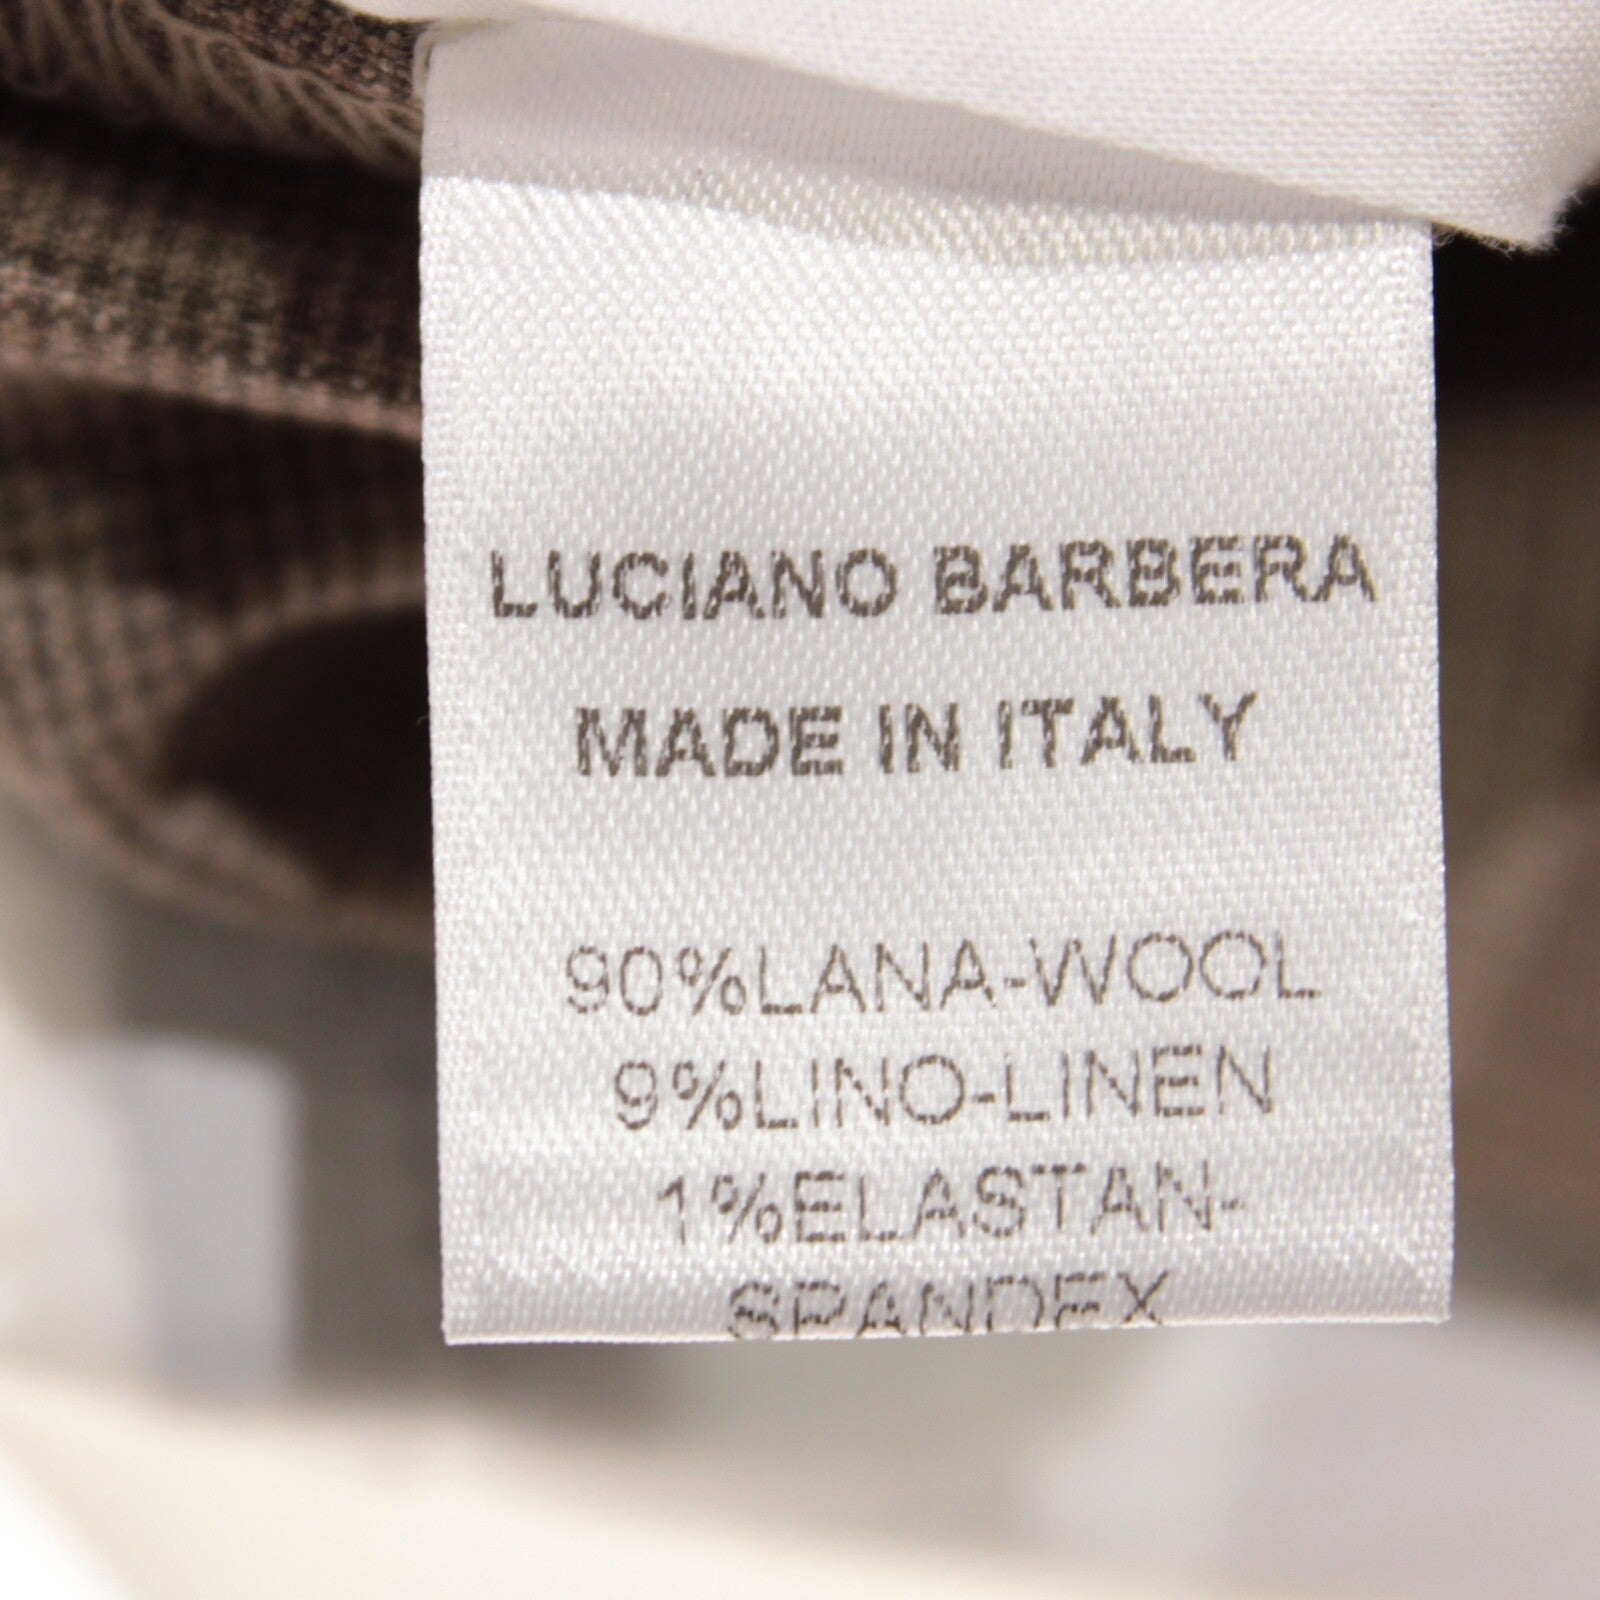 LUCIANO BARBERA
MADE IN ITALY
90%LANA-WOOL
9%LINO-LINEN
1%ELASTAN-
SPANDEX